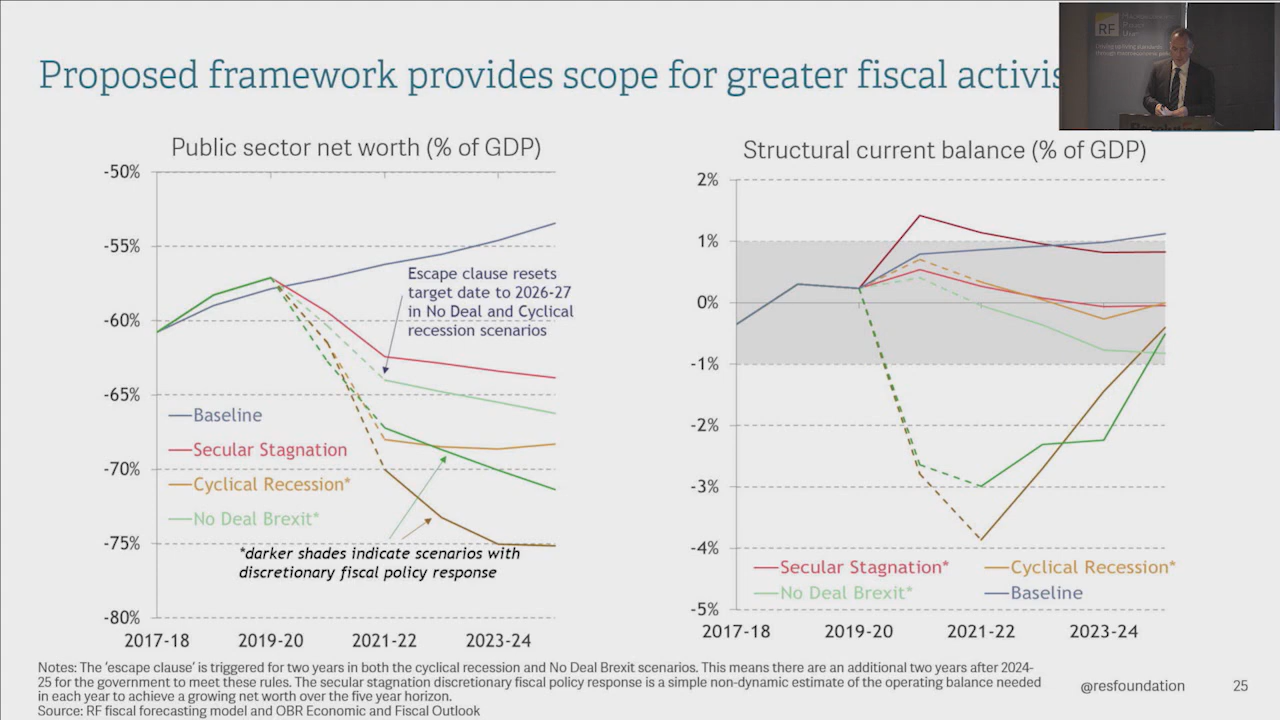 Proposed framework provides scope for greater fiscal activis
RF
Macroeconomic
Policy
Unit
Public sector net worth (% of GDP)
-50%
-55%
-60%
-65%
-70%
-75%
-80%
2017-18
2019-20
2021-22
2023-24
Escape clause resets
target date to 2026-27
in No Deal and Cyclical
recession scenarios
Baseline
Secular Stagnation
Cyclical Recession*
No Deal Brexit*
*darker shades indicate scenarios with
discretionary fiscal policy response
Structural current balance (% of GDP)
2%
1%
0%
-1%
-2%
-3%
-4%
-5%
Secular Stagnation*
Cyclical Recession*
No Deal Brexit*
Baseline
2017-18
2019-20
2021-22
2023-24
Notes: The 'escape clause' is triggered for two years in both the cyclical recession and No Deal Brexit scenarios. This means there are an additional two years after 2024-
25 for the government to meet these rules. The secular stagnation discretionary fiscal policy response is a simple non-dynamic estimate of the operating balance needed
in each year to achieve a growing net worth over the five year horizon.
Source: RF fiscal forecasting model and OBR Economic and Fiscal Outlook
@resfoundation
25